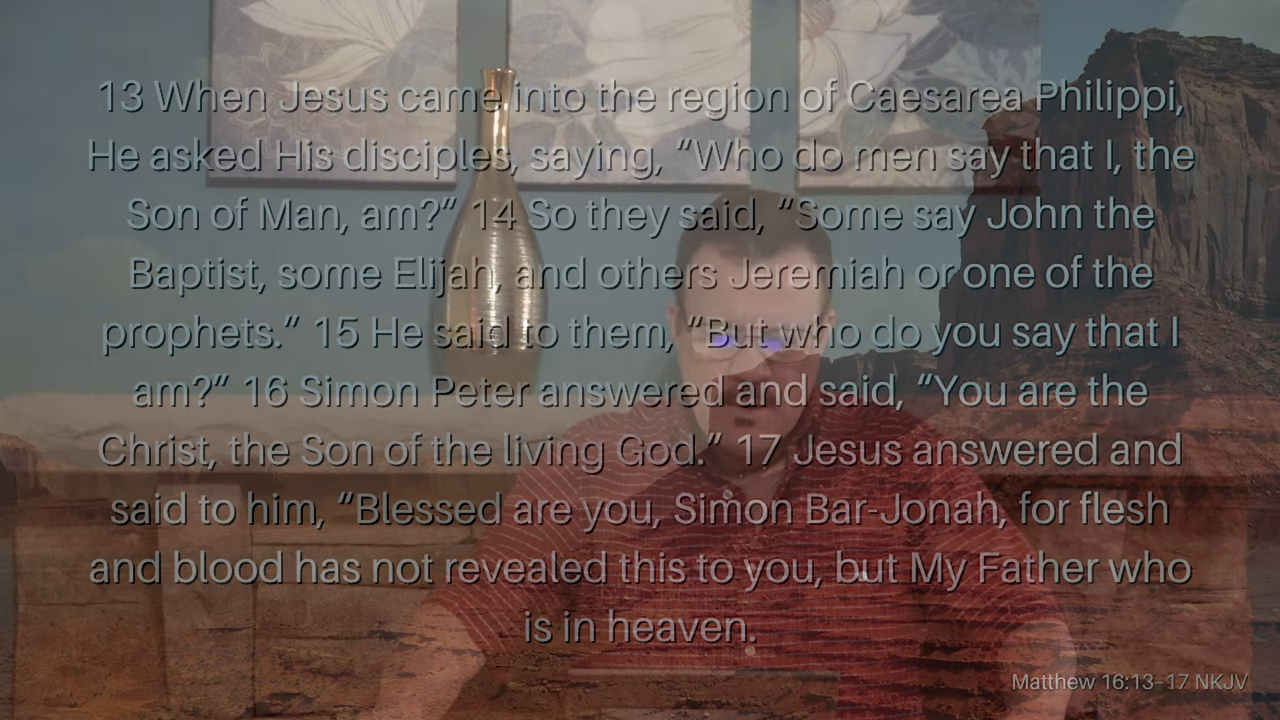 13 When Jesus came into the region of Caesarea Philippi,
He asked His disciples, saying, “Who do men say that I, the
Son of Man, am?” 14 So they said, “Some say John the
Baptist, some Elijah, and others Jeremiah or one of the
prophets.” 15 He said to them, “But who do you say that I
am?” 16 Simon Peter answered and said, “You are the
Christ, the Son of the living God.” 17 Jesus answered and
said to him, “Blessed are you, Simon Bar-Jonah, for flesh
and blood has not revealed this to you, but My Father who
is in heaven.
Matthew 16:13–17 NKJV